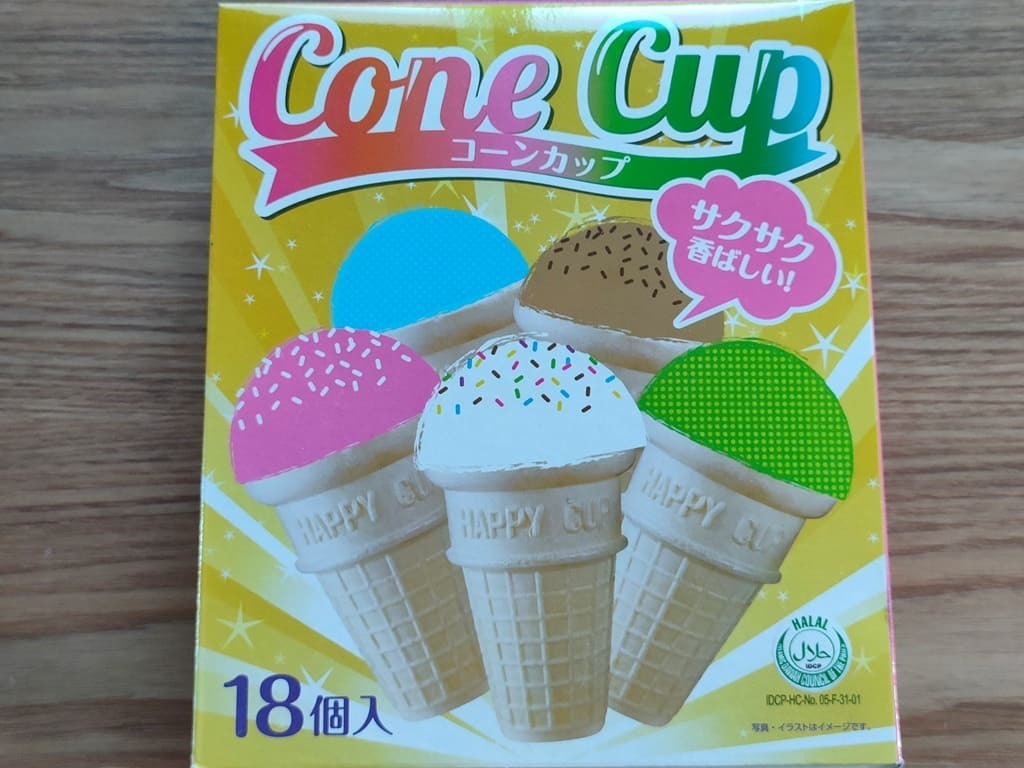 Cone Cup
コーンカップ
サクサク
香ばしい!
HAPPY CU
HAPPY CUP
HAPPY CUP
HALAL
حلال
IDCP
IDCP-HC-No. 05-F-31-01
18個入
写真・イラストはイメージです。